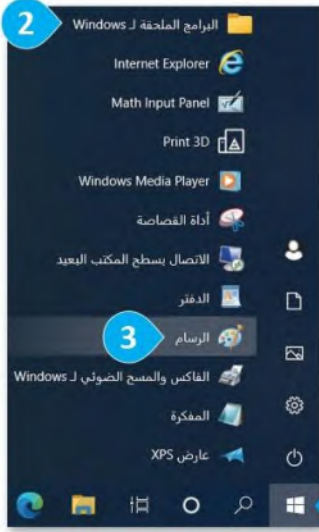 2
البرامج الملحقة لـ Windows
Internet Explorer
Math Input Panel
Print 3D
Windows Media Player
أداة القصاصة
الاتصال بسطح المكتب البعيد
الدفتر
3
الرسام
الفاكس والمسح الضوئي لـ Windows
المفكرة
عارض XPS